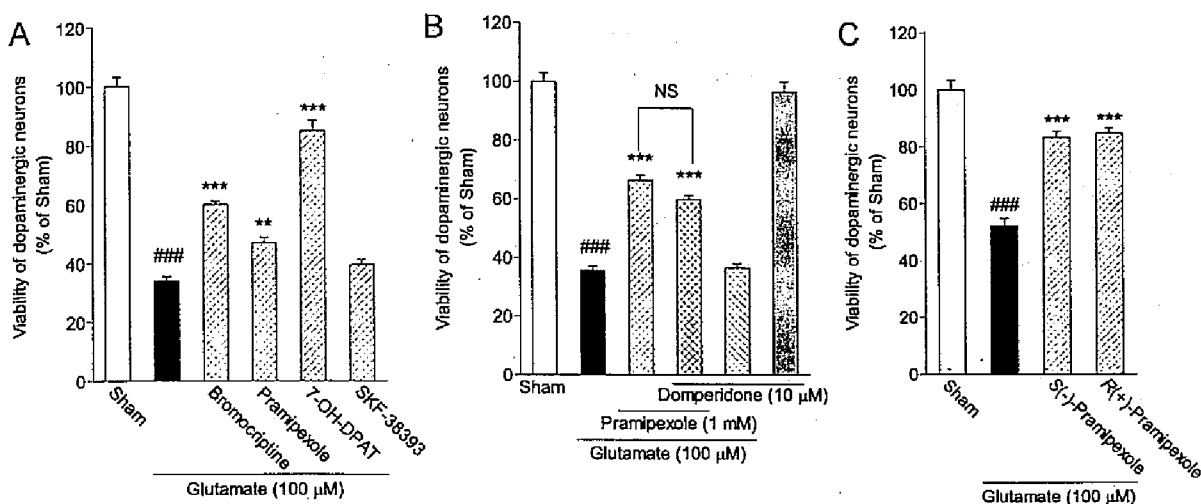 A
Viability of dopaminergic neurons
(% of Sham)
120
100
80
60
40
20
0
###
***
**
***
Sham
Bromocriptine
Pramipexole
7-OH-DPAT
SKF-38393
Glutamate (100 μM)
B
Viability of dopaminergic neurons
(% of Sham)
120
100
80
60
40
20
0
NS
###
***
***
Sham
Domperidone (10 μM)
Pramipexole (1 mM)
Glutamate (100 μM)
C
Viability of dopaminergic neurons
(% of Sham)
120
100
80
60
40
20
0
###
***
***
Sham
S(-)-Pramipexole
R(+)-Pramipexole
Glutamate (100 μM)